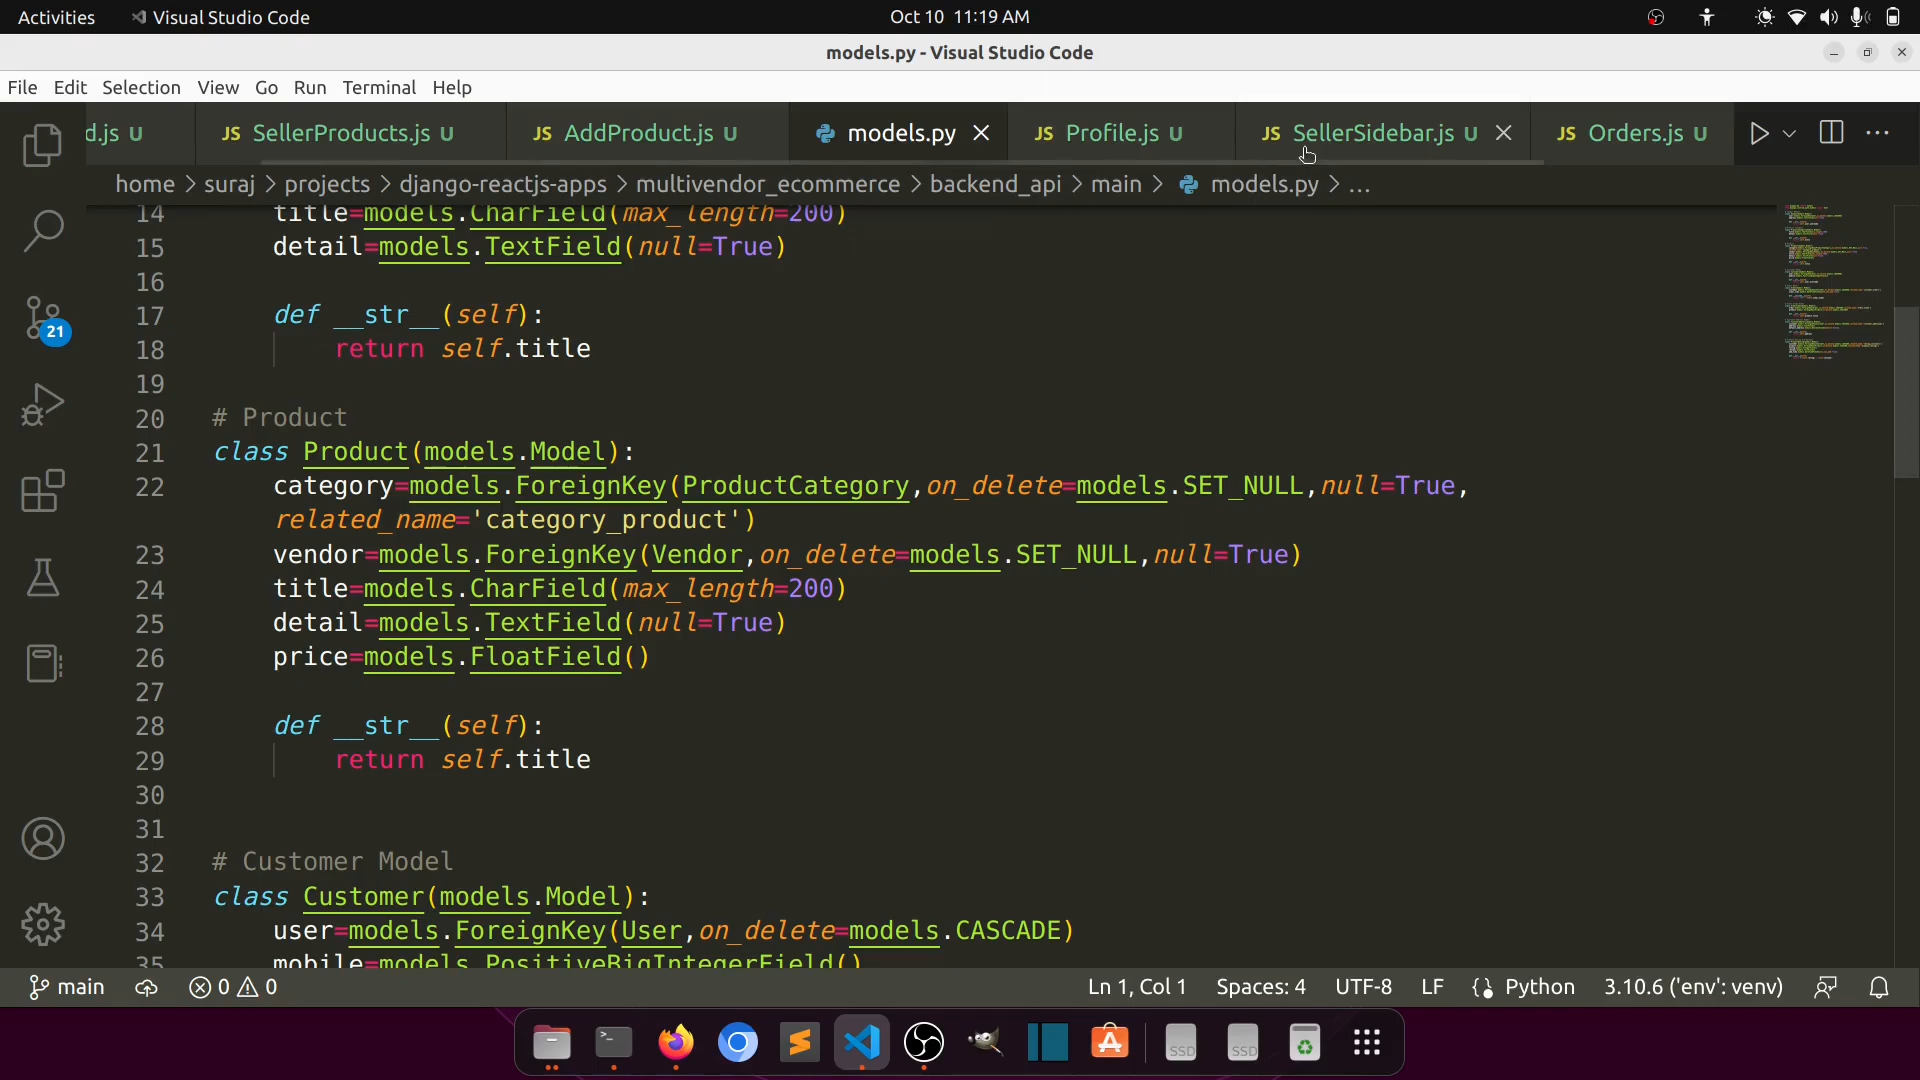 Activities Visual Studio Code Oct 10 11:19 AM
models.py - Visual Studio Code
File Edit Selection View Go Run Terminal Help
d.js U JS SellerProducts.js U JS AddProduct.js U models.py JS Profile.js U JS SellerSidebar.js U JS Orders.js U
home > suraj > projects > django-reactjs-apps > multivendor_ecommerce > backend_api > main > models.py > ...
14 title=models.CharField(max_length=200)
15 detail=models.TextField(null=True)
16
17 def __str__(self):
18 return self.title
19
20 # Product
21 class Product(models.Model):
22 category=models.ForeignKey(ProductCategory,on_delete=models.SET_NULL,null=True,
related_name='category_product')
23 vendor=models.ForeignKey(Vendor,on_delete=models.SET_NULL,null=True)
24 title=models.CharField(max_length=200)
25 detail=models.TextField(null=True)
26 price=models.FloatField()
27
28 def __str__(self):
29 return self.title
30
31
32 # Customer Model
33 class Customer(models.Model):
34 user=models.ForeignKey(User,on_delete=models.CASCADE)
35 mobile=models.PositiveBigIntegerField()
21
main 0 0 Ln 1, Col 1 Spaces: 4 UTF-8 LF Python 3.10.6 ('env': venv)
SSD SSD